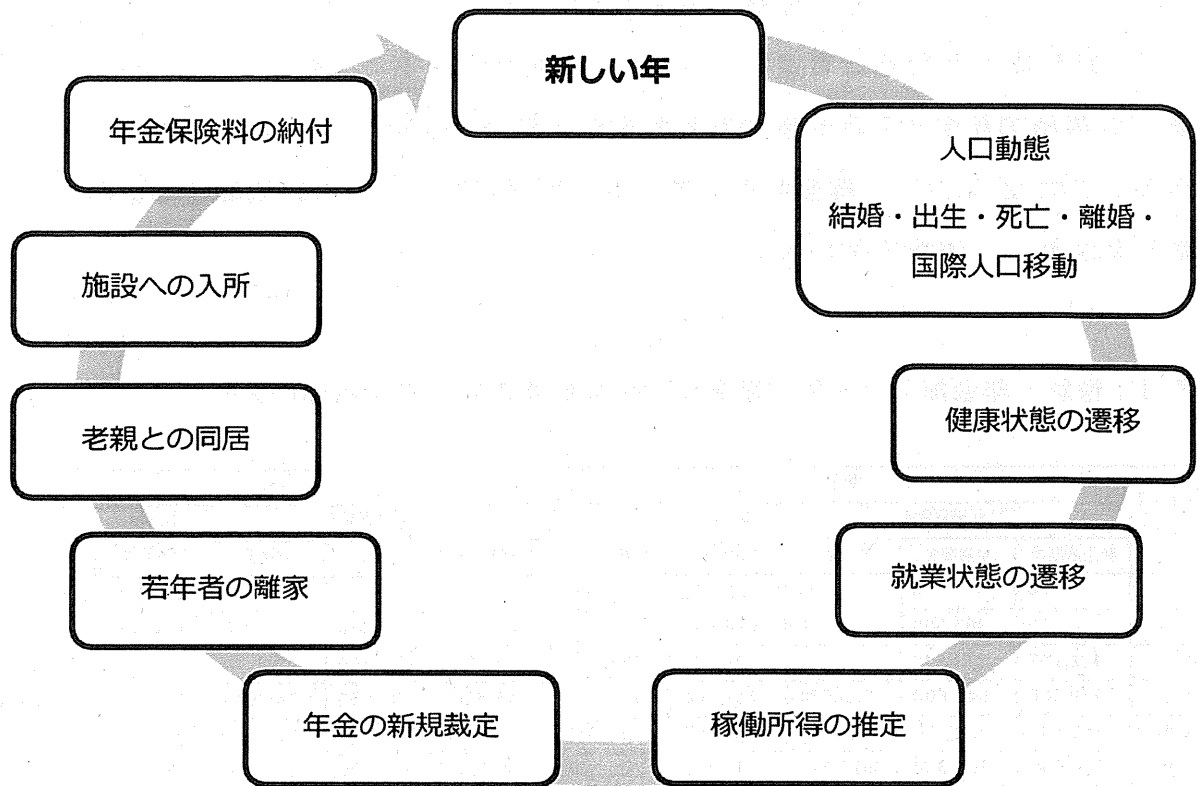 新しい年
人口動態
結婚・出生・死亡・離婚・
国際人口移動
健康状態の遷移
就業状態の遷移
稼働所得の推定
年金の新規裁定
若年者の離家
老親との同居
施設への入所
年金保険料の納付